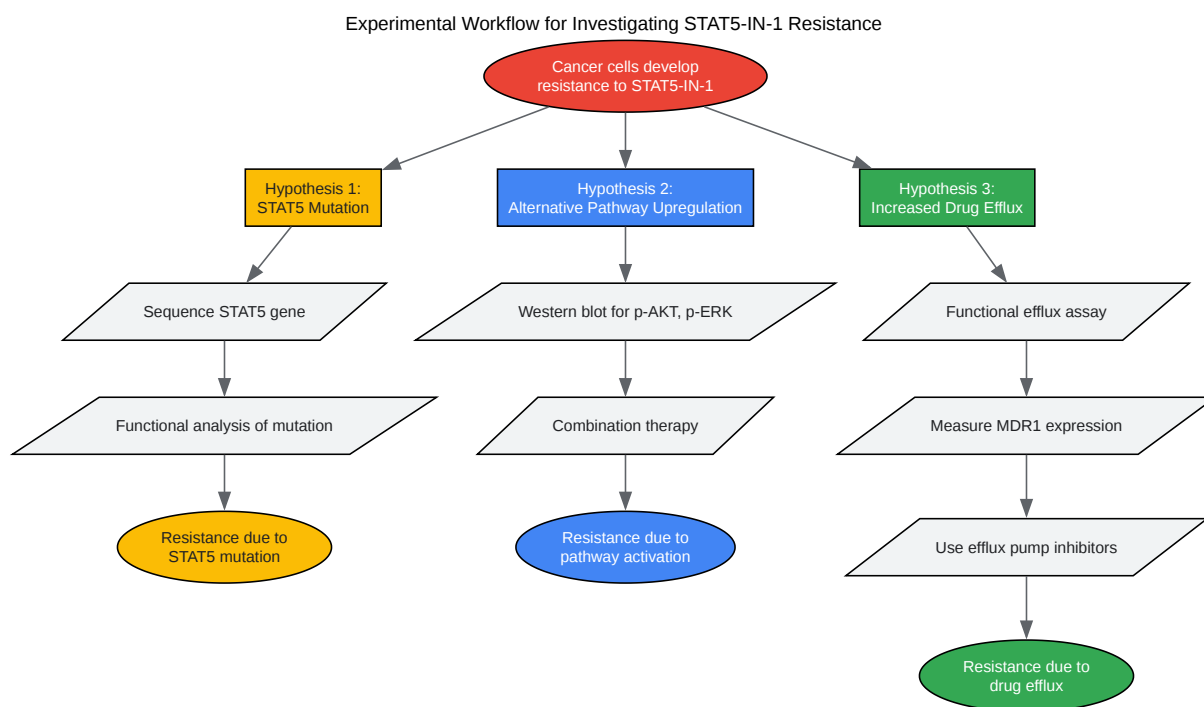 Experimental Workflow for Investigating STAT5-IN-1 Resistance
Cancer cells develop
resistance to STAT5-IN-1
Hypothesis 1:
STAT5 Mutation
Hypothesis 2:
Alternative Pathway Upregulation
Hypothesis 3:
Increased Drug Efflux
Sequence STAT5 gene
Western blot for p-AKT, p-ERK
Functional efflux assay
Functional analysis of mutation
Combination therapy
Measure MDR1 expression
Resistance due to
STAT5 mutation
Resistance due to
pathway activation
Use efflux pump inhibitors
Resistance due to
drug efflux